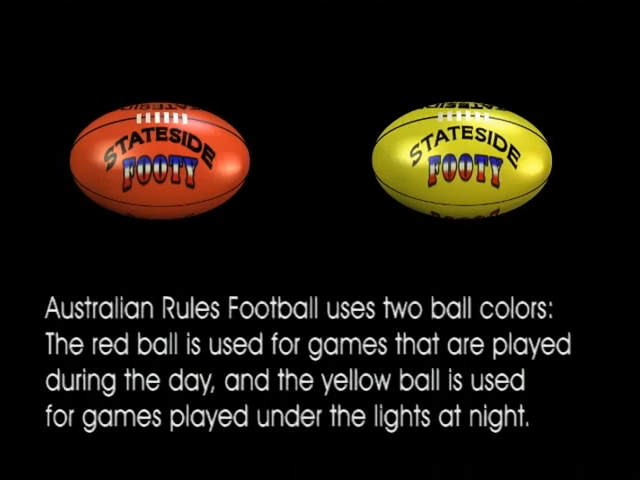 STATESIDE
FOOTY
STATESIDE
FOOTY
Australian Rules Football uses two ball colors:
The red ball is used for games that are played
during the day, and the yellow ball is used
for games played under the lights at night.